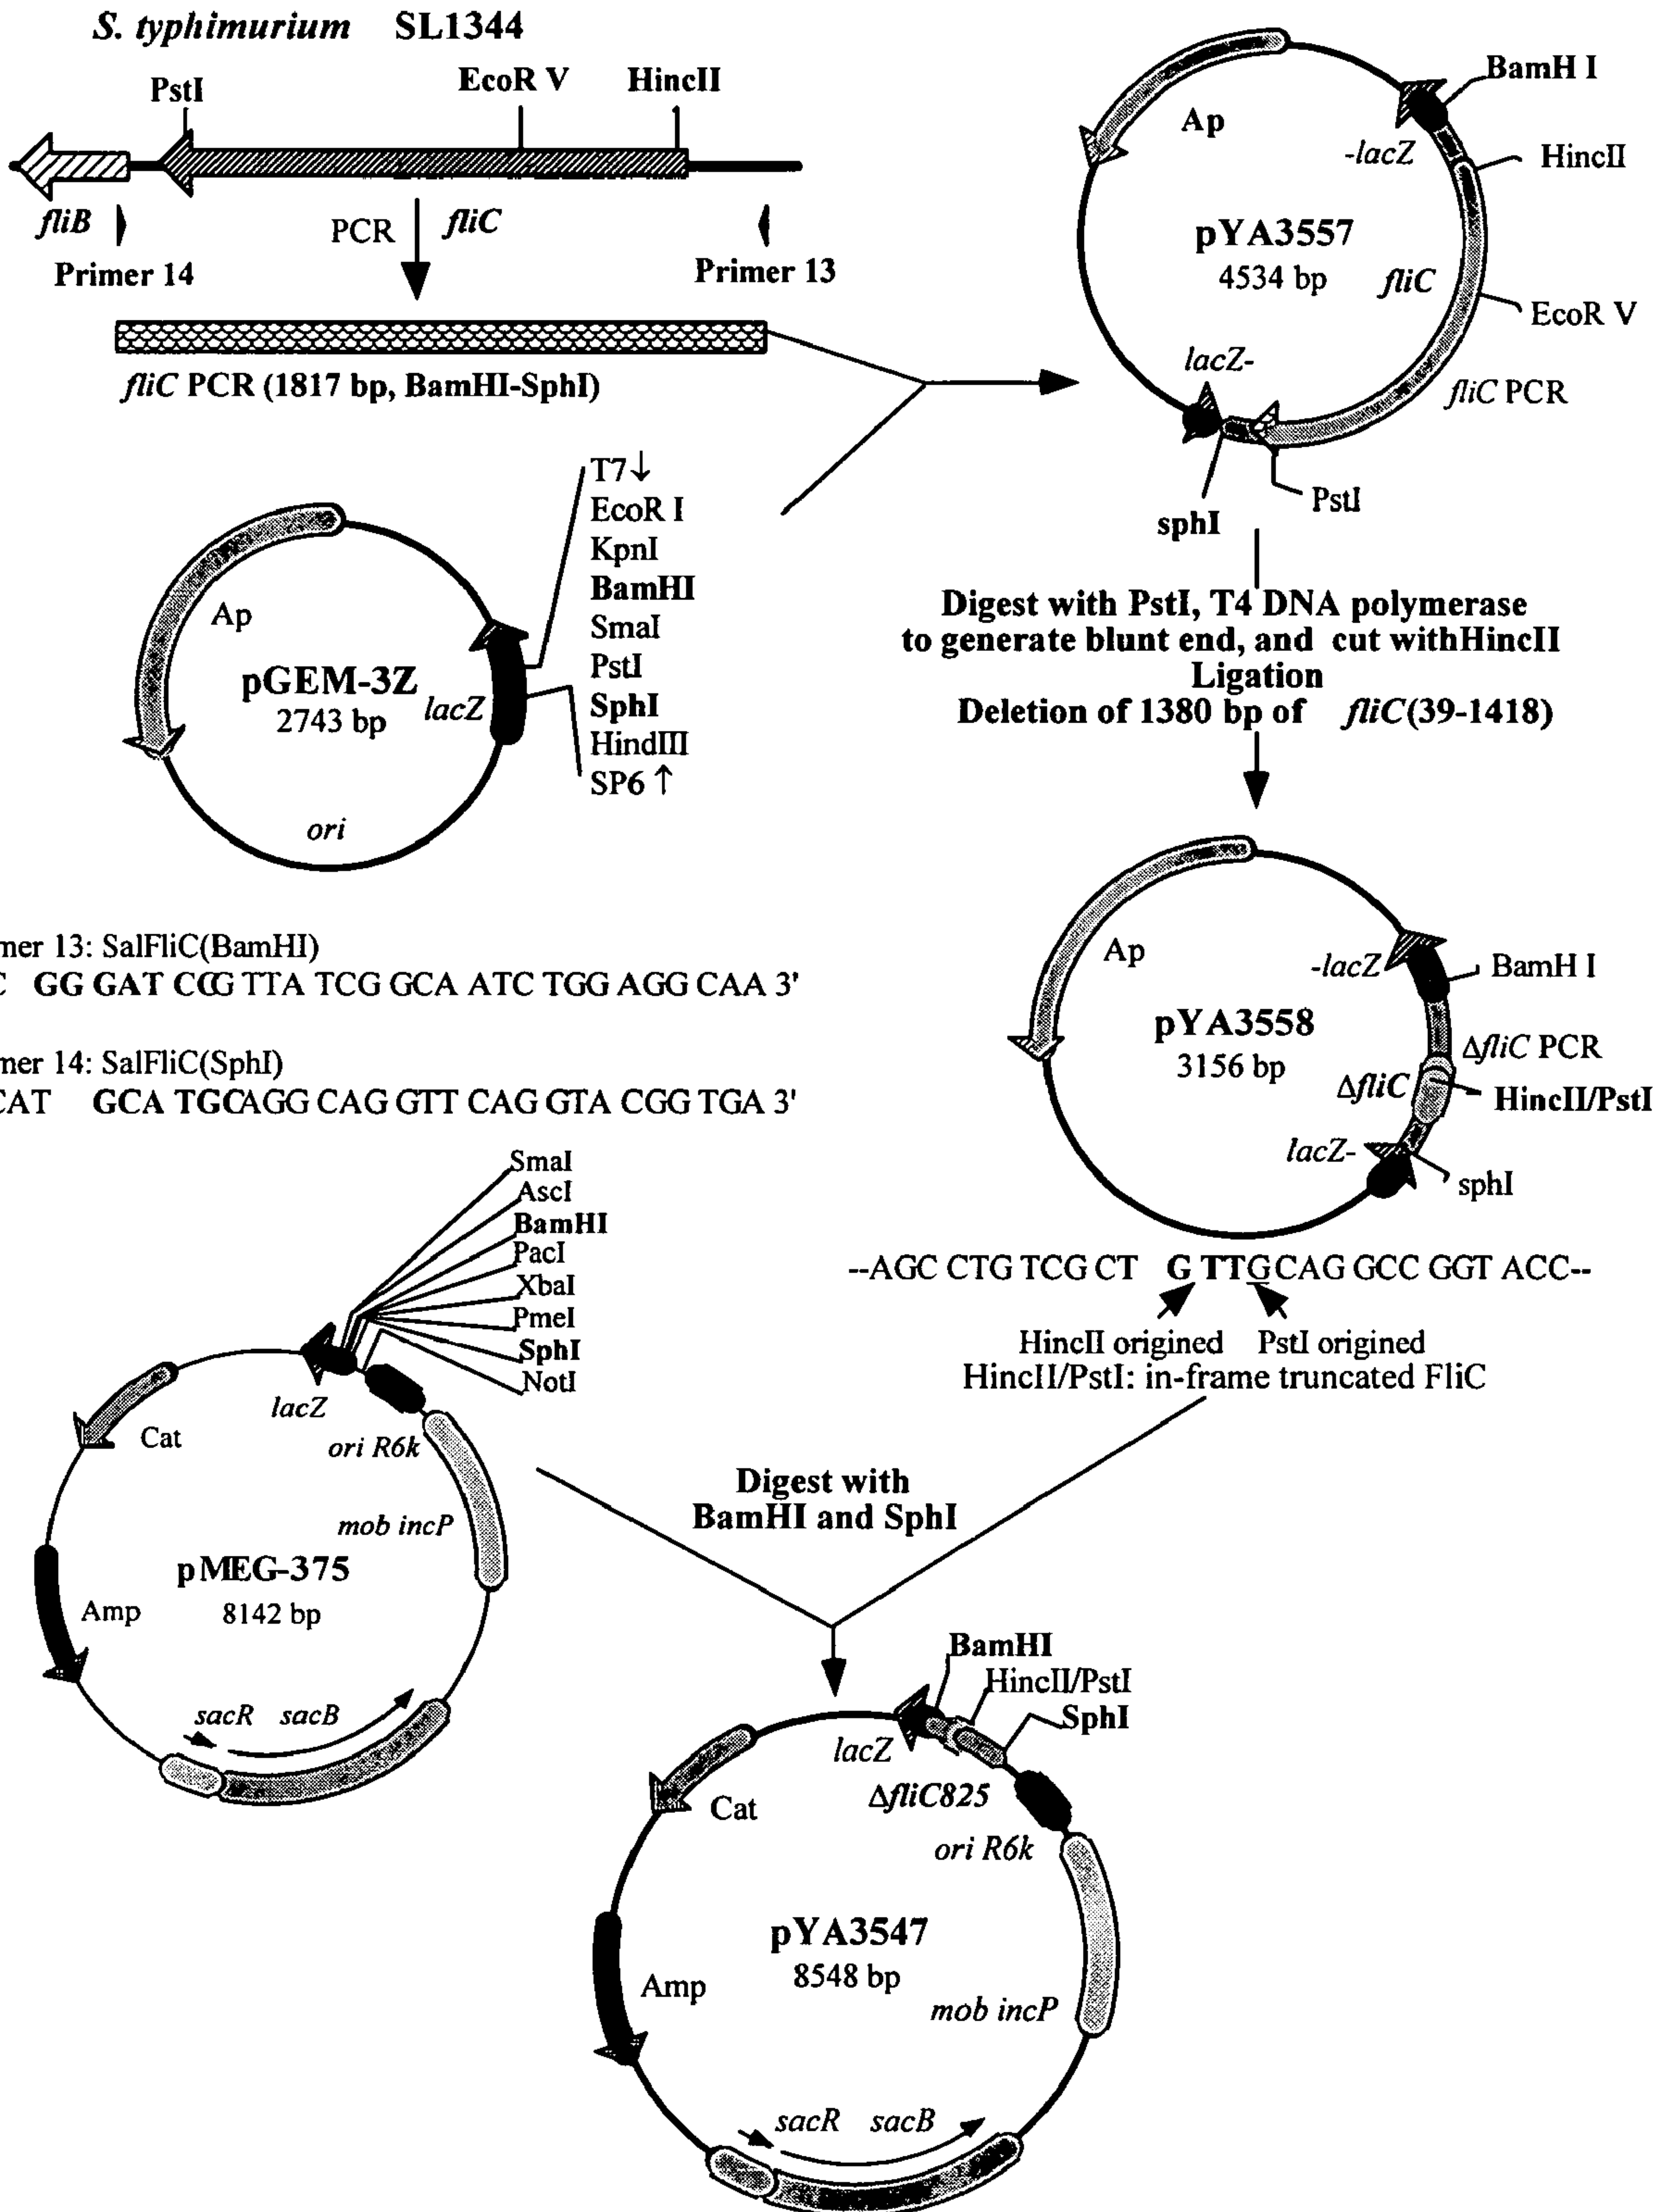 S. typhimurium SL1344
PstI
EcoR V
HincII
fliB
PCR
fliC
Primer 14
Primer 13
fliC PCR (1817 bp, BamHI-SphI)
Ap
BamH I
-lacZ
HincII
pYA3557
4534 bp
fliC
EcoR V
lacZ-
fliC PCR
sphI
PstI
T7↓
EcoR I
KpnI
BamHI
SmaI
PstI
SphI
HindIII
SP6 ↑
Ap
pGEM-3Z
2743 bp
lacZ
ori
Digest with PstI, T4 DNA polymerase
to generate blunt end, and cut withHincII
Ligation
Deletion of 1380 bp of fliC(39-1418)
mer 13: SalFliC(BamHI)
C GG GAT CCG TTA TCG GCA ATC TGG AGG CAA 3'
mer 14: SalFliC(SphI)
CAT GCA TGCAGG CAG GTT CAG GTA CGG TGA 3'
Ap
-lacZ
BamH I
pYA3558
3156 bp
ΔfliC PCR
ΔfliC
HincII/PstI
lacZ-
sphI
--AGC CTG TCG CT G TTGCAG GCC GGT ACC--
HincII origined PstI origined
HincII/PstI: in-frame truncated FliC
SmaI
AscI
BamHI
PacI
XbaI
PmeI
SphI
NotI
lacZ
Cat
ori R6k
mob incP
pMEG-375
8142 bp
Amp
sacR sacB
Digest with
BamHI and SphI
BamHI
HincII/PstI
SphI
lacZ
Cat
ΔfliC825
ori R6k
pYA3547
8548 bp
Amp
mob incP
sacR sacB